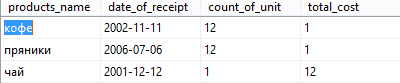 products_name date_of_receipt count_of_unit total_cost
кофе 2002-11-11 12 1
пряники 2006-07-06 12 1
чай 2001-12-12 1 12